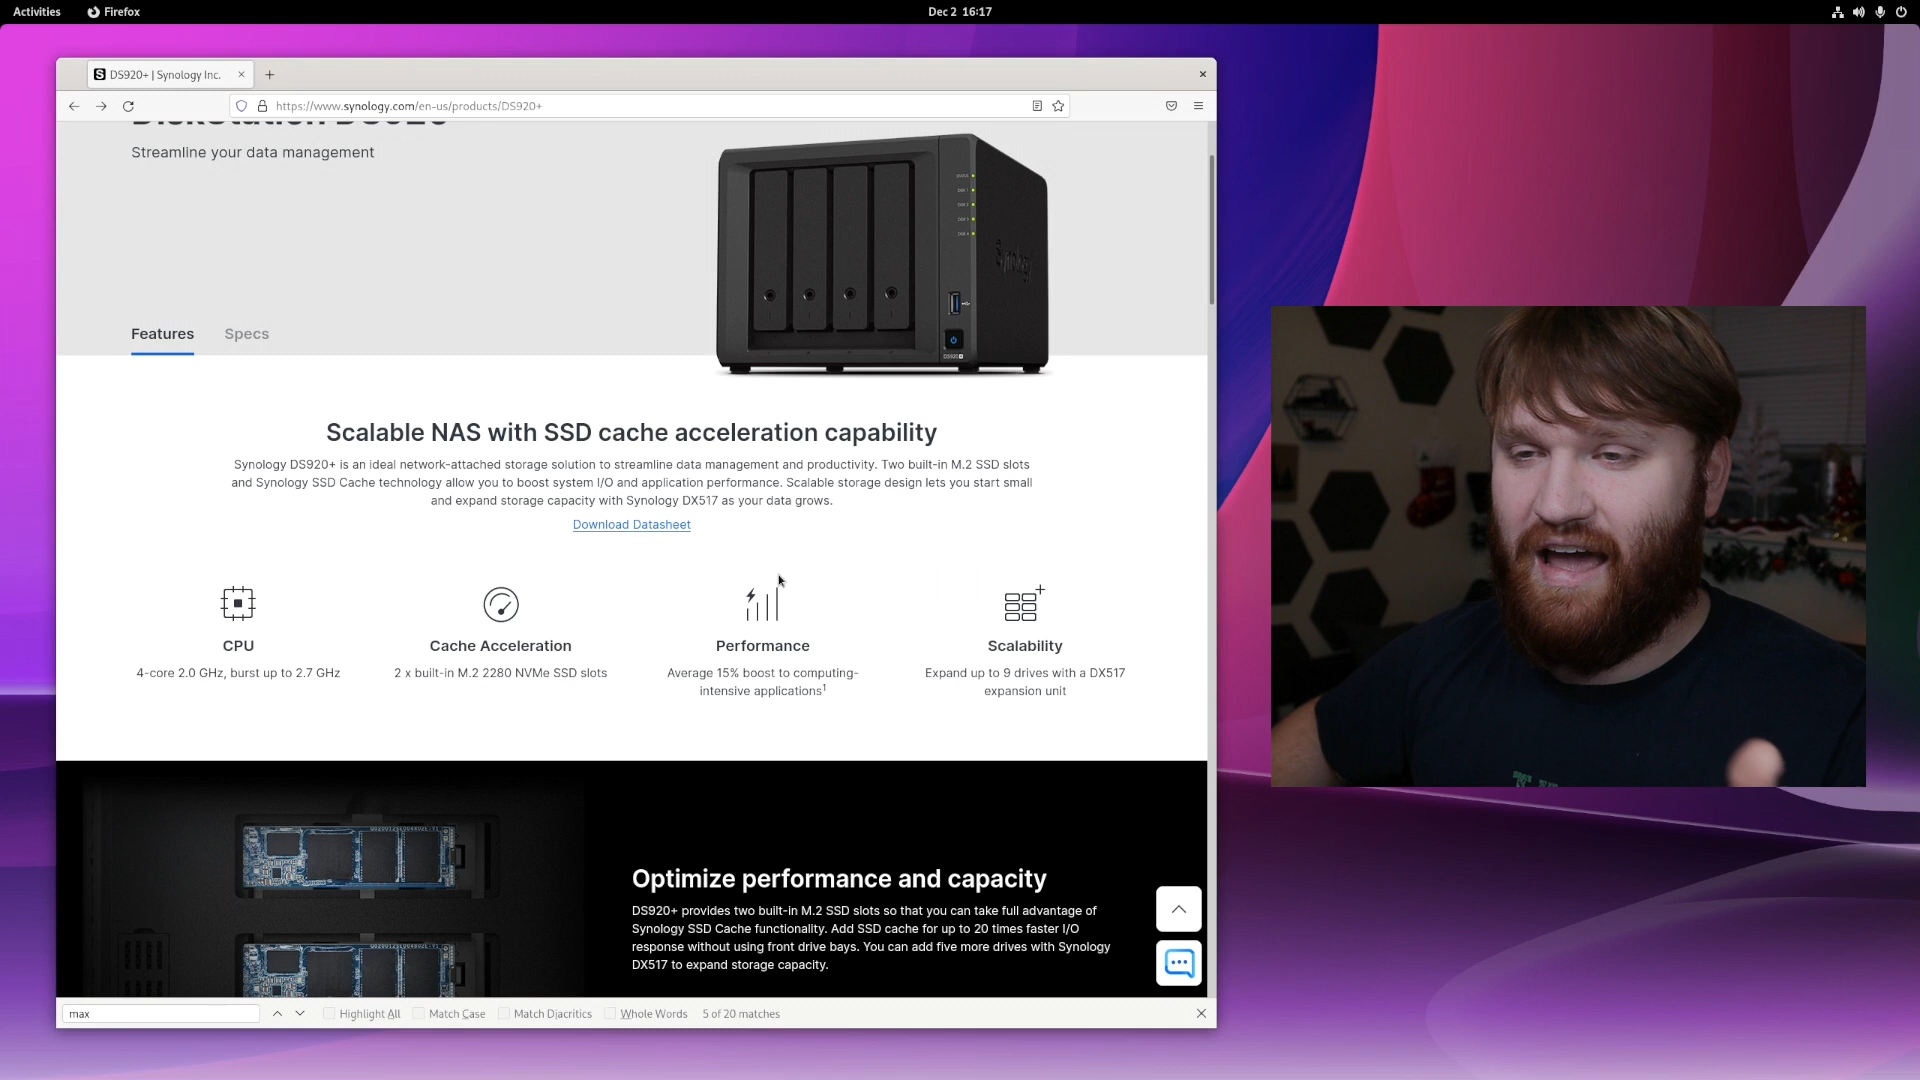 Activities
Firefox
Dec 2 16:17
DS920+ | Synology Inc.
https://www.synology.com/en-us/products/DS920+
DiskStation DS920+
Streamline your data management
Synology
DS920+
Features
Specs
Scalable NAS with SSD cache acceleration capability
Synology DS920+ is an ideal network-attached storage solution to streamline data management and productivity. Two built-in M.2 SSD slots
and Synology SSD Cache technology allow you to boost system I/O and application performance. Scalable storage design lets you start small
and expand storage capacity with Synology DX517 as your data grows.
Download Datasheet
CPU
4-core 2.0 GHz, burst up to 2.7 GHz
Cache Acceleration
2 x built-in M.2 2280 NVMe SSD slots
Performance
Average 15% boost to computing-
intensive applications1
Scalability
Expand up to 9 drives with a DX517
expansion unit
Optimize performance and capacity
DS920+ provides two built-in M.2 SSD slots so that you can take full advantage of
Synology SSD Cache functionality. Add SSD cache for up to 20 times faster I/O
response without using front drive bays. You can add five more drives with Synology
DX517 to expand storage capacity.
max
Highlight All
Match Case
Match Diacritics
Whole Words
5 of 20 matches